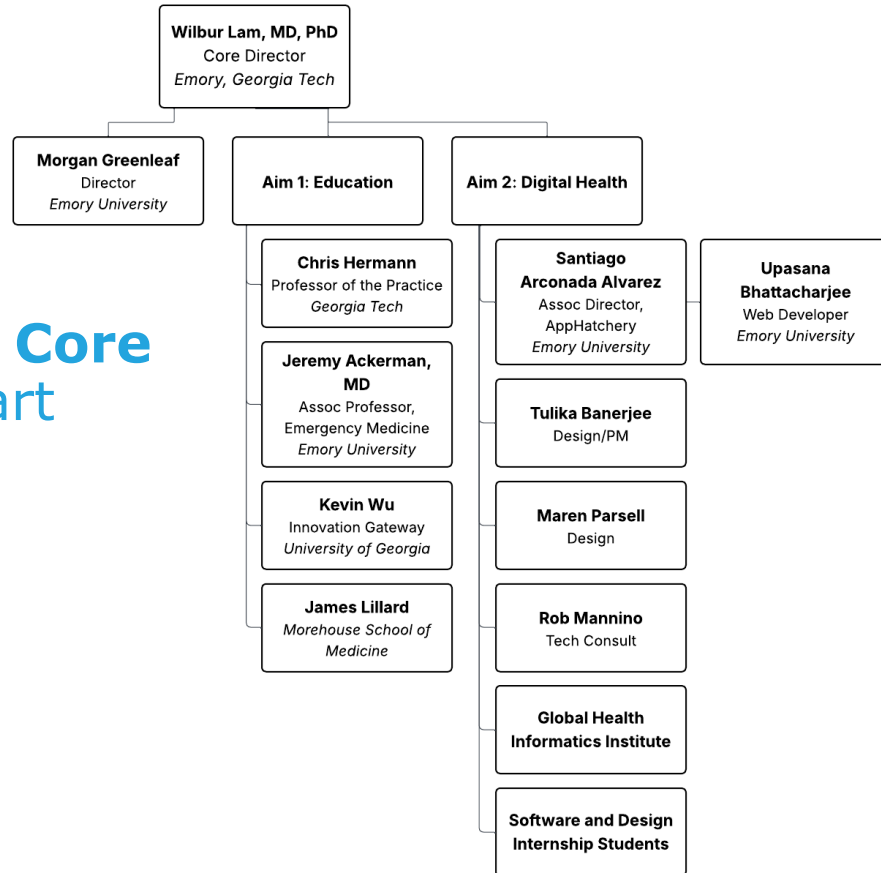 Wilbur Lam, MD, PhD
Core Director
Emory, Georgia Tech
Morgan Greenleaf
Director
Emory University
Aim 1: Education
Aim 2: Digital Health
Chris Hermann
Professor of the Practice
Georgia Tech
Jeremy Ackerman,
MD
Assoc Professor,
Emergency Medicine
Emory University
Kevin Wu
Innovation Gateway
University of Georgia
James Lillard
Morehouse School of
Medicine
Santiago
Arconada Alvarez
Assoc Director,
AppHatchery
Emory University
Upasana
Bhattacharjee
Web Developer
Emory University
Tulika Banerjee
Design/PM
Maren Parsell
Design
Rob Mannino
Tech Consult
Global Health
Informatics Institute
Software and Design
Internship Students
Core